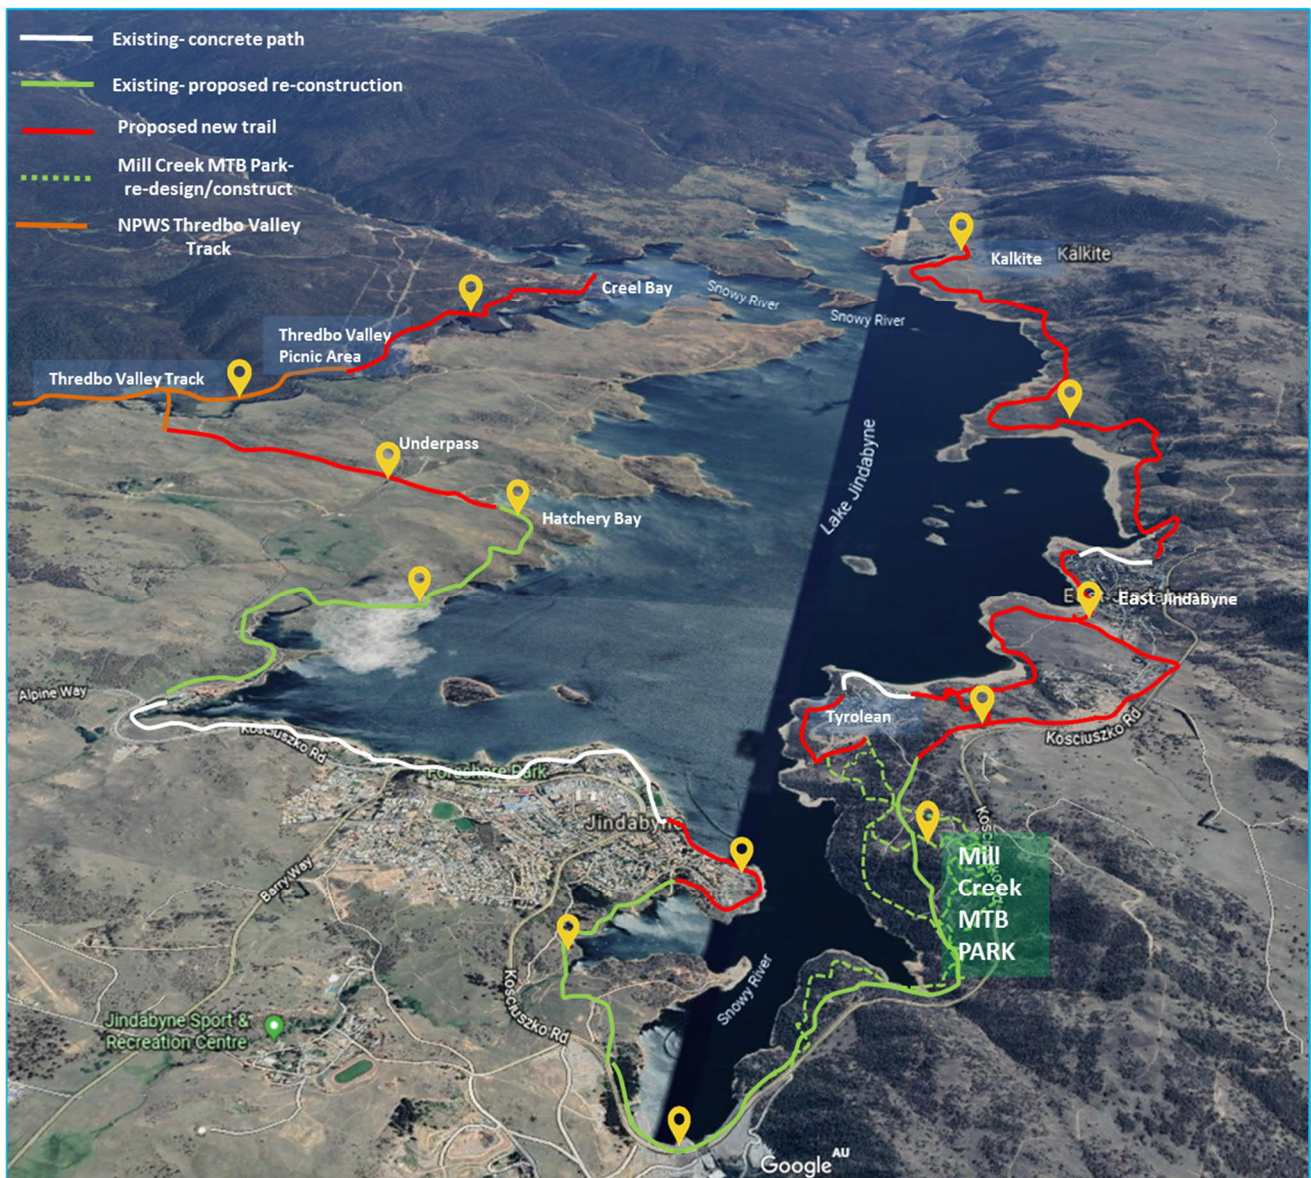 Existing- concrete path
Existing- proposed re-construction
Proposed new trail
Mill Creek MTB Park-
re-design/construct
NPWS Thredbo Valley
Track
Kalkite
Kalkite
Creel Bay
Snowy River
Snowy River
Thredbo Valley
Picnic Area
Thredbo Valley Track
Underpass
Lake Jindabyne
Hatchery Bay
East Jindabyne
Alpine Way
Tyrolean
Kosciuszko Rd
Kosciuszko Rd
Foreshore Park
Jindabyne
Barry Way
Mill
Creek
MTB
PARK
Snowy River
Kosciuszko Rd
Jindabyne Sport &
Recreation Centre
Google
AU